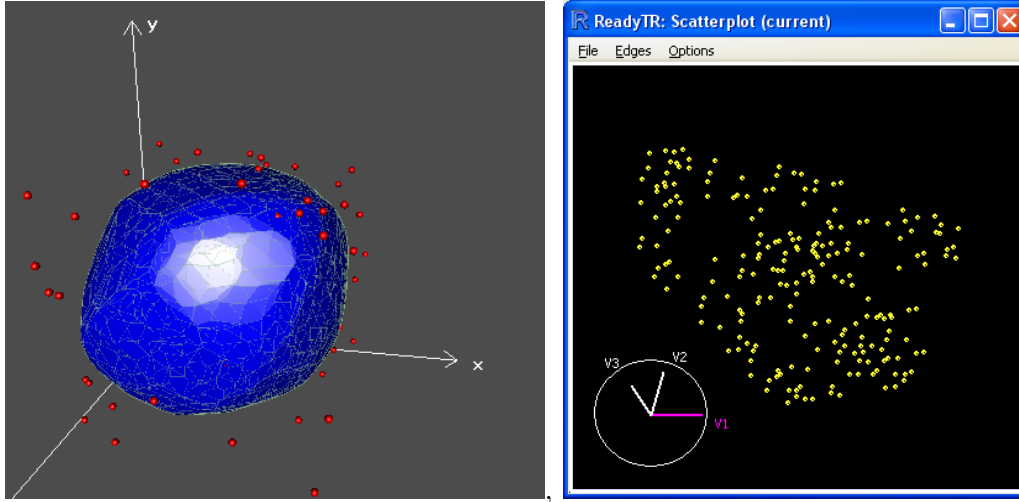 y
x
,
R ReadyTR: Scatterplot (current)
File Edges Options
V3
V2
V1